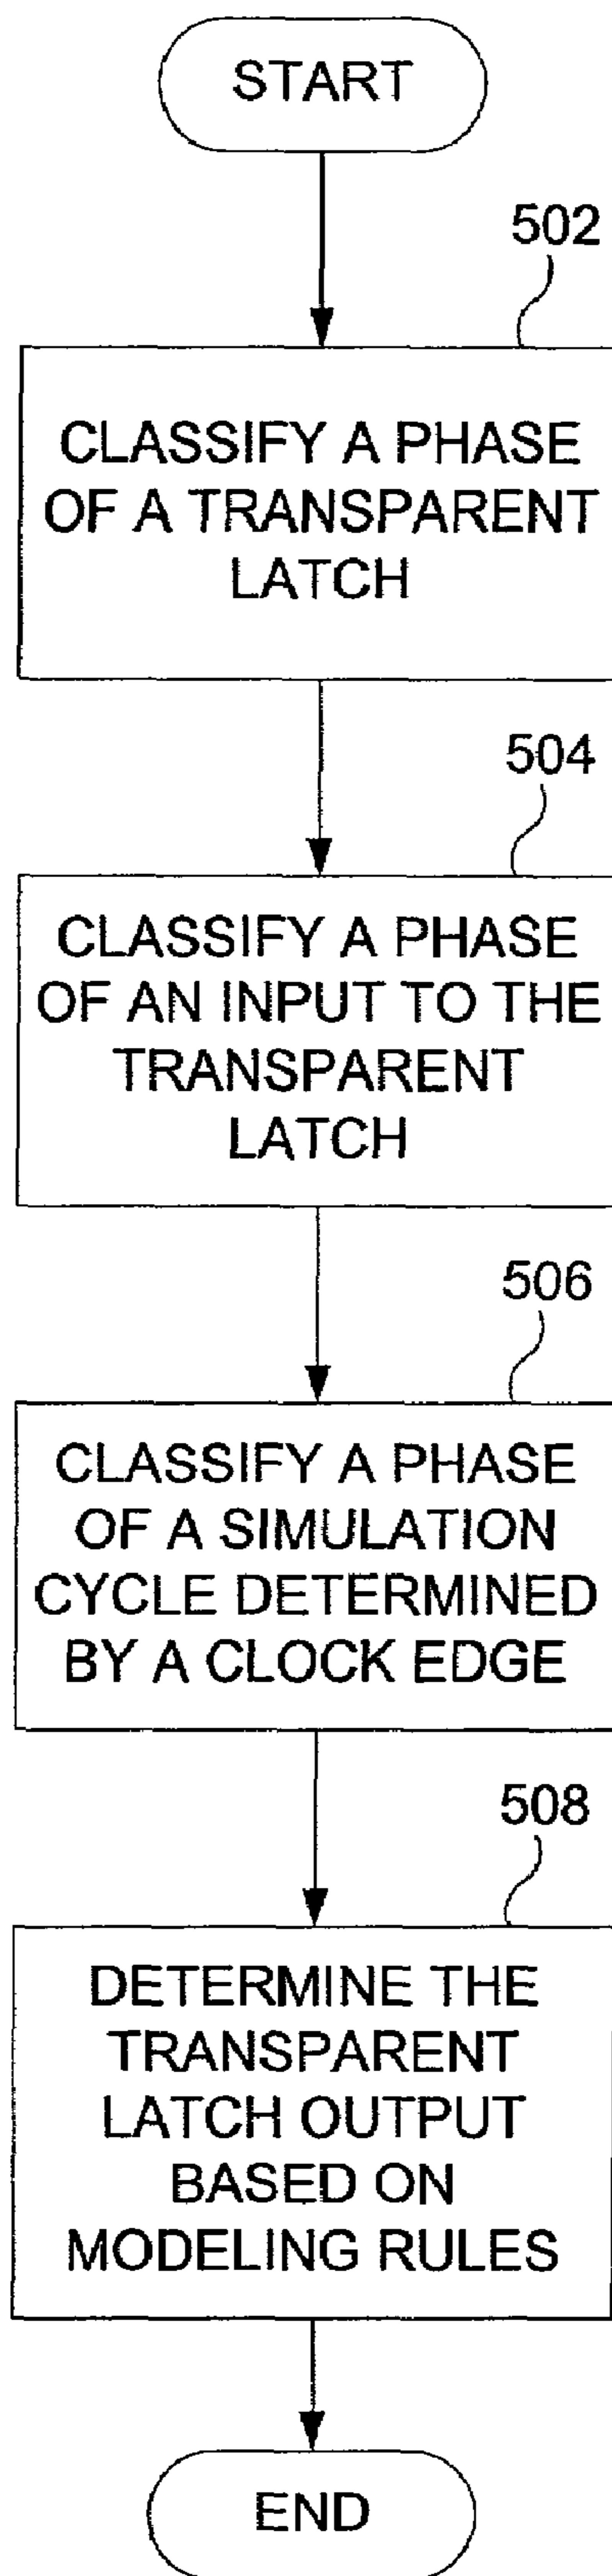 START
502
CLASSIFY A PHASE
OF A TRANSPARENT
LATCH
504
CLASSIFY A PHASE
OF AN INPUT TO THE
TRANSPARENT
LATCH
506
CLASSIFY A PHASE
OF A SIMULATION
CYCLE DETERMINED
BY A CLOCK EDGE
508
DETERMINE THE
TRANSPARENT
LATCH OUTPUT
BASED ON
MODELING RULES
END